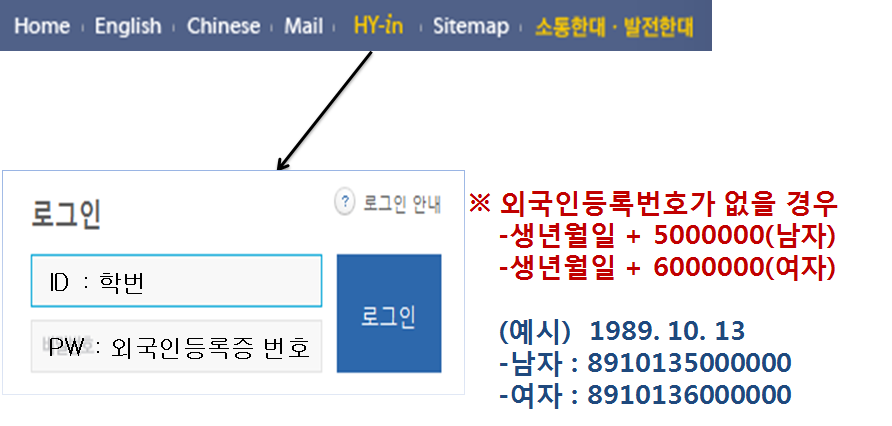 Home English Chinese Mail HY-in Sitemap 소통한대 · 발전한대
로그인
? 로그인 안내
ID : 학번
PW : 외국인등록증 번호
로그인
※ 외국인등록번호가 없을 경우
-생년월일 + 5000000(남자)
-생년월일 + 6000000(여자)
(예시) 1989. 10. 13
-남자 : 8910135000000
-여자 : 8910136000000